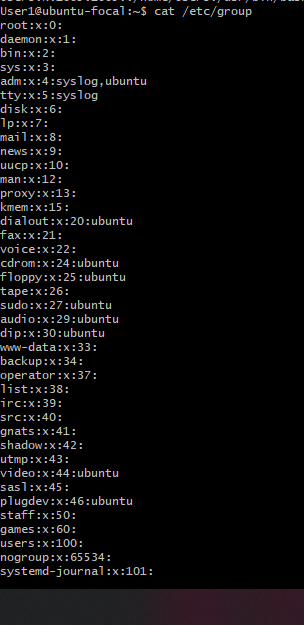 User1@ubuntu-focal:~$ cat /etc/group
root:x:0:
daemon:x:1:
bin:x:2:
sys:x:3:
adm:x:4:syslog,ubuntu
tty:x:5:syslog
disk:x:6:
lp:x:7:
mail:x:8:
news:x:9:
uucp:x:10:
man:x:12:
proxy:x:13:
kmem:x:15:
dialout:x:20:ubuntu
fax:x:21:
voice:x:22:
cdrom:x:24:ubuntu
floppy:x:25:ubuntu
tape:x:26:
sudo:x:27:ubuntu
audio:x:29:ubuntu
dip:x:30:ubuntu
www-data:x:33:
backup:x:34:
operator:x:37:
list:x:38:
irc:x:39:
src:x:40:
gnats:x:41:
shadow:x:42:
utmp:x:43:
video:x:44:ubuntu
sasl:x:45:
plugdev:x:46:ubuntu
staff:x:50:
games:x:60:
users:x:100:
nogroup:x:65534:
systemd-journal:x:101: